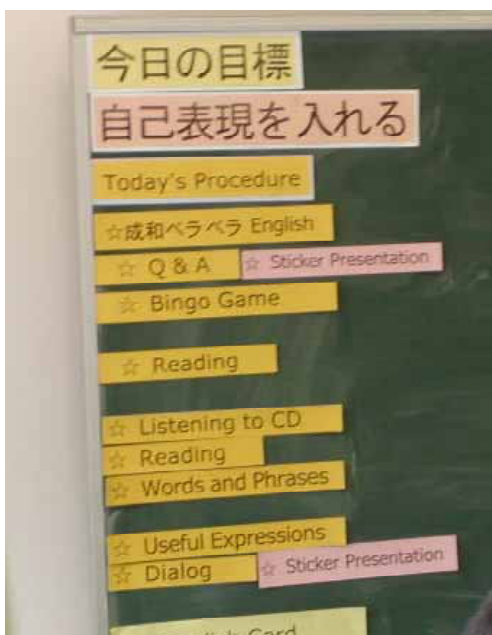 今日の目標
自己表現を入れる
Today's Procedure
☆成和ペラペラ English
☆ Q & A ☆ Sticker Presentation
☆ Bingo Game
☆ Reading
☆ Listening to CD
☆ Reading
☆ Words and Phrases
☆ Useful Expressions
☆ Dialog ☆ Sticker Presentation
Card